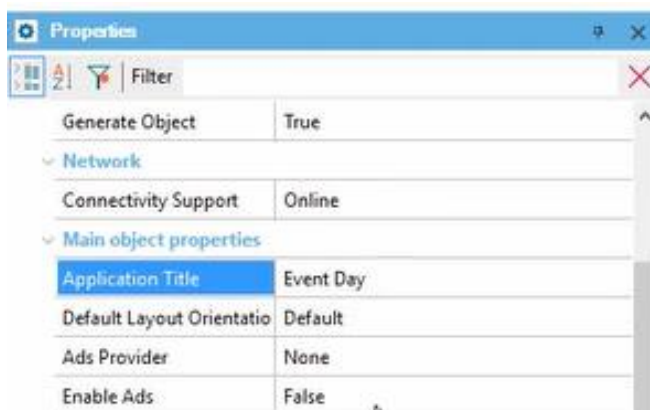 Properties
Filter
Generate Object True
Network
Connectivity Support Online
Main object properties
Application Title Event Day
Default Layout Orientatio Default
Ads Provider None
Enable Ads False